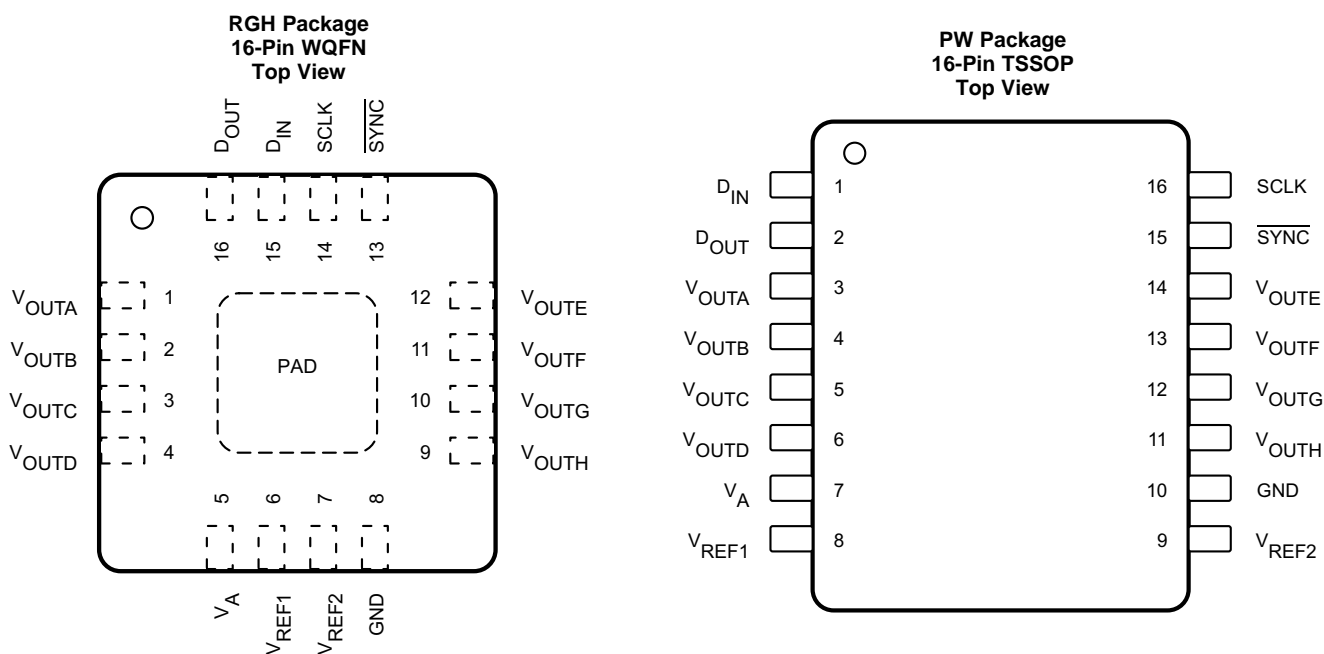 RGH Package
16-Pin WQFN
Top View
DOUT
DIN
SCLK
SYNC
16
15
14
13
VOUTA
1
12
VOUTE
VOUTB
2
PAD
11
VOUTF
VOUTC
3
10
VOUTG
VOUTD
4
9
VOUTH
5
6
7
8
VA
VREF1
VREF2
GND
PW Package
16-Pin TSSOP
Top View
DIN
1
16
SCLK
DOUT
2
15
SYNC
VOUTA
3
14
VOUTE
VOUTB
4
13
VOUTF
VOUTC
5
12
VOUTG
VOUTD
6
11
VOUTH
VA
7
10
GND
VREF1
8
9
VREF2